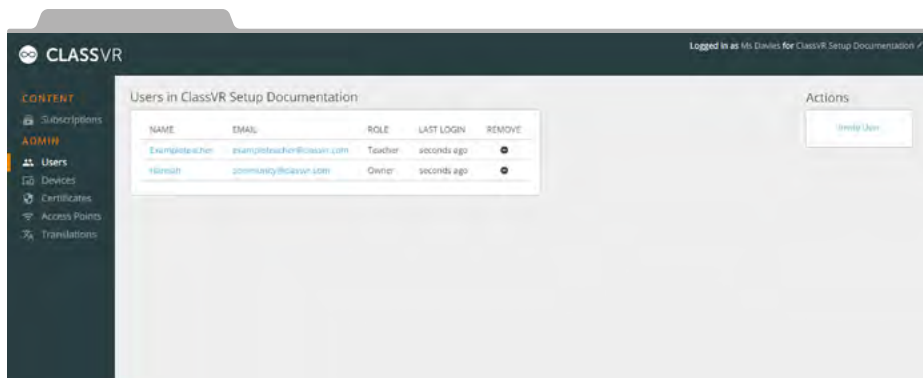 CLASSVR
Logged in as Ms Davies for ClassVR Setup Documentation
CONTENT
Subscriptions
ADMIN
Users
Devices
Certificates
Access Points
Translations
Users in ClassVR Setup Documentation
NAME EMAIL ROLE LAST LOGIN REMOVE
Exampleteacher exampleteacher@classvr.com Teacher seconds ago
Hannah community@classvr.com Owner seconds ago
Actions
Invite User